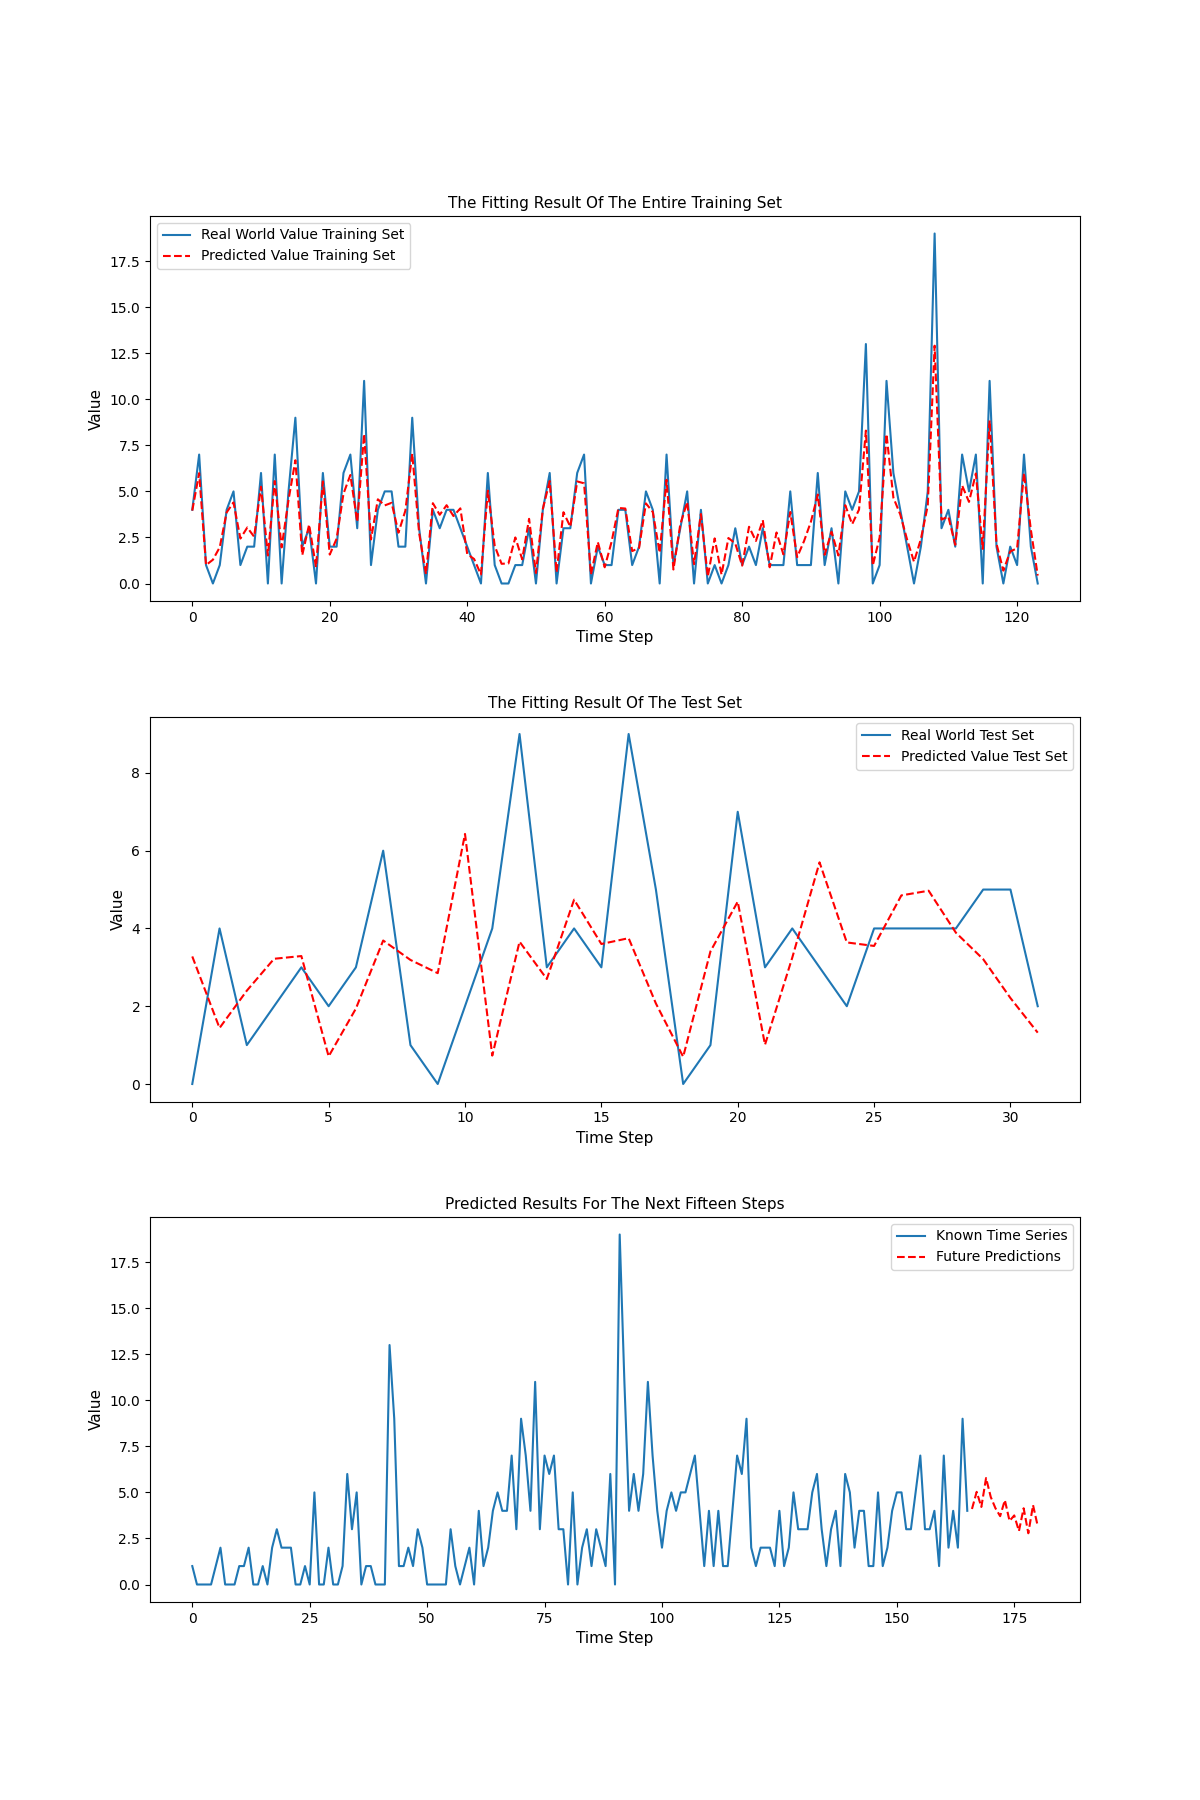 The Fitting Result Of The Entire Training Set
Real World Value Training Set
Predicted Value Training Set
17.5
15.0
12.5
10.0
7.5
5.0
2.5
0.0
Value
0 20 40 60 80 100 120
Time Step
The Fitting Result Of The Test Set
Real World Test Set
Predicted Value Test Set
8
6
4
2
0
Value
0 5 10 15 20 25 30
Time Step
Predicted Results For The Next Fifteen Steps
Known Time Series
Future Predictions
17.5
15.0
12.5
10.0
7.5
5.0
2.5
0.0
Value
0 25 50 75 100 125 150 175
Time Step